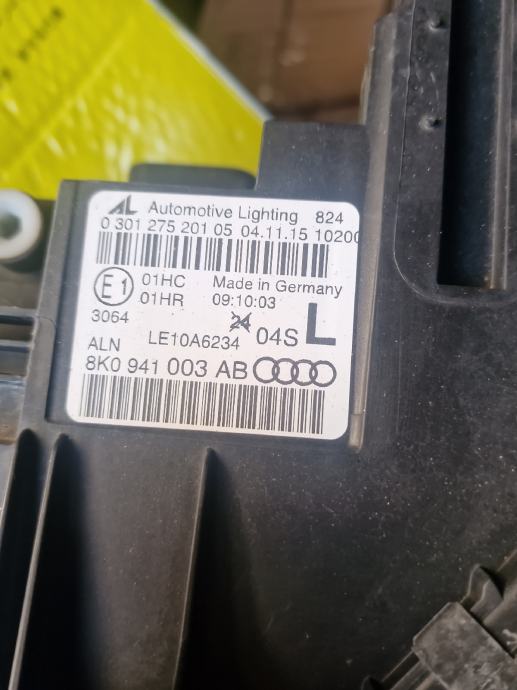 AL Automotive Lighting 824
0 301 275 201 05 04.11.15 10200
E1 01HC Made in Germany
01HR 09:10:03
3064 24 04S L
ALN LE10A6234
8K0 941 003 AB